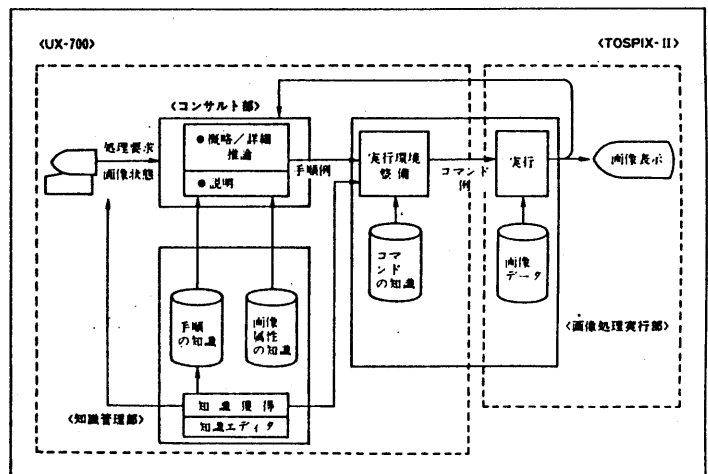 〈UX-700〉
〈TOSPIX-II〉
〈コンサルト部〉
処理要求
画像状態
●概略／詳細
推論
●説明
手順例
実行環境
整備
コマンド
例
実行
画像表示
コマ
ンド
の知識
画像
データ
〈画像処理実行部〉
手順
の知識
画像
属性
の知識
〈知識管理部〉
知識獲得
知識エディタ